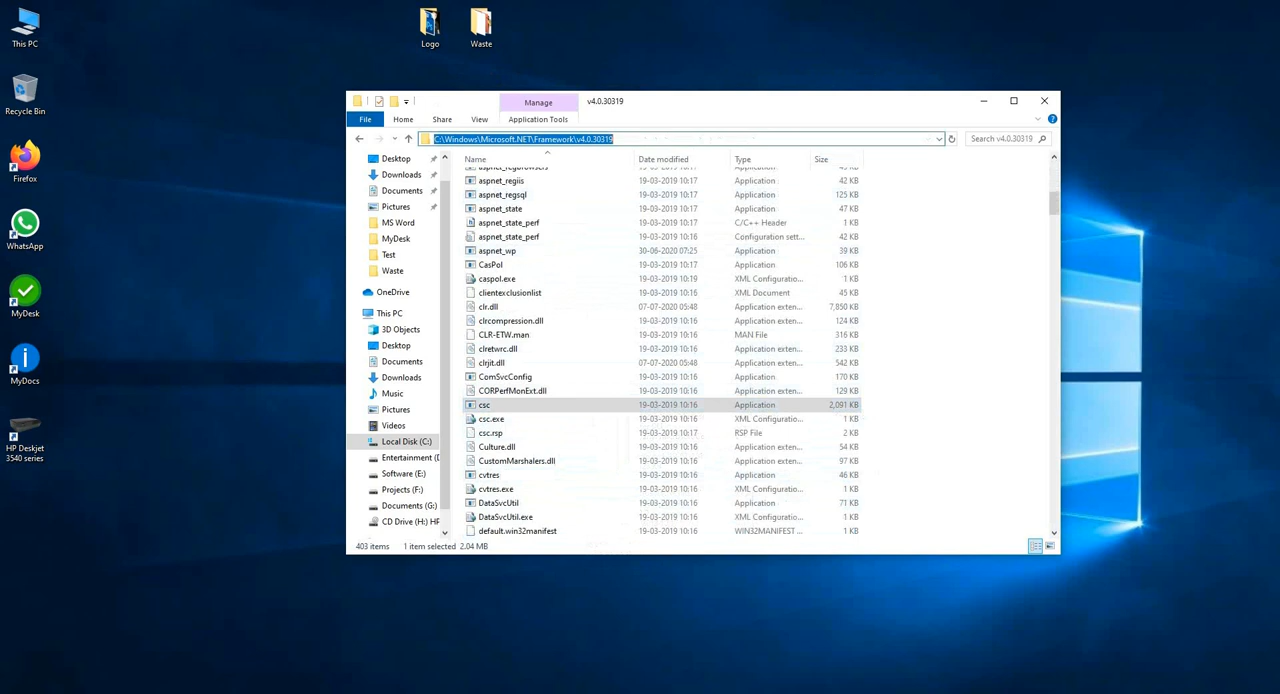 This PC
Recycle Bin
Firefox
WhatsApp
MyDesk
MyDocs
HP Deskjet
3540 series
Logo
Waste
Manage
v4.0.30319
File
Home
Share
View
Application Tools
C:\Windows\Microsoft.NET\Framework\v4.0.30319
Search v4.0.30319
Desktop
Downloads
Documents
Pictures
MS Word
MyDesk
Test
Waste
OneDrive
This PC
3D Objects
Desktop
Documents
Downloads
Music
Pictures
Videos
Local Disk (C:)
Entertainment (D
Software (E:)
Projects (F:)
Documents (G:)
CD Drive (H:) HP
Name Date modified Type Size
aspnet_regiis 19-03-2019 10:17 Application 42 KB
aspnet_regsql 19-03-2019 10:17 Application 125 KB
aspnet_state 19-03-2019 10:17 Application 47 KB
aspnet_state_perf 19-03-2019 10:17 C/C++ Header 1 KB
aspnet_state_perf 19-03-2019 10:16 Configuration sett... 42 KB
aspnet_wp 30-06-2020 07:25 Application 39 KB
CasPol 19-03-2019 10:17 Application 106 KB
caspol.exe 19-03-2019 10:19 XML Configuratio... 1 KB
clientexclusionlist 19-03-2019 10:16 XML Document 45 KB
clr.dll 07-07-2020 05:48 Application exten... 7,850 KB
clrcompression.dll 19-03-2019 10:16 Application exten... 124 KB
CLR-ETW.man 19-03-2019 10:16 MAN File 316 KB
clretwrc.dll 19-03-2019 10:16 Application exten... 233 KB
clrjit.dll 07-07-2020 05:48 Application exten... 542 KB
ComSvcConfig 19-03-2019 10:16 Application 170 KB
CORPerfMonExt.dll 19-03-2019 10:16 Application exten... 129 KB
csc 19-03-2019 10:16 Application 2,091 KB
csc.exe 19-03-2019 10:16 XML Configuratio... 1 KB
csc.rsp 19-03-2019 10:17 RSP File 2 KB
Culture.dll 19-03-2019 10:16 Application exten... 54 KB
CustomMarshalers.dll 19-03-2019 10:16 Application exten... 97 KB
cvtres 19-03-2019 10:16 Application 46 KB
cvtres.exe 19-03-2019 10:16 XML Configuratio... 1 KB
DataSvcUtil 19-03-2019 10:16 Application 71 KB
DataSvcUtil.exe 19-03-2019 10:16 XML Configuratio... 1 KB
default.win32manifest 19-03-2019 10:16 WIN32MANIFEST ... 1 KB
403 items 1 item selected 2.04 MB